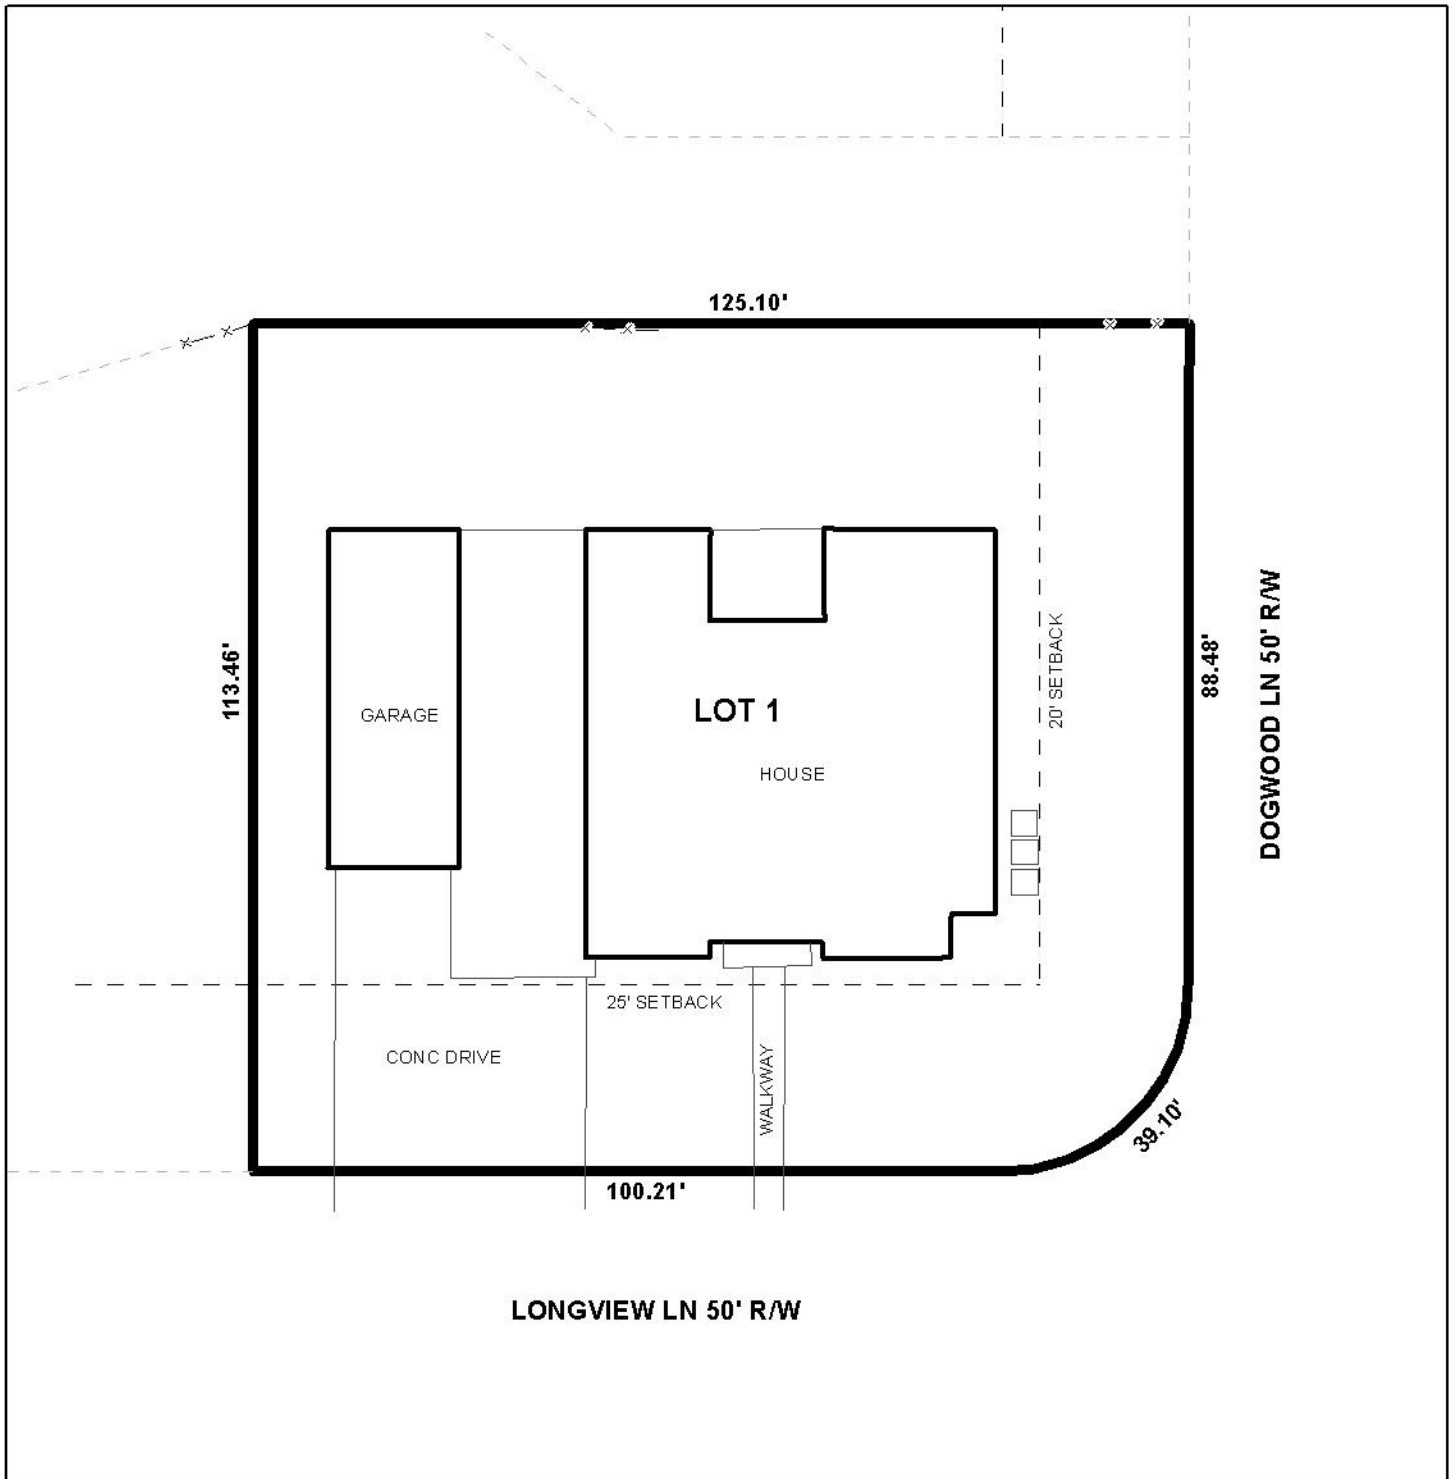 125.10'
113.46'
GARAGE
LOT 1
HOUSE
20' SETBACK
88.48'
DOGWOOD LN 50' R/W
25' SETBACK
CONC DRIVE
WALKWAY
39.10'
100.21'
LONGVIEW LN 50' R/W